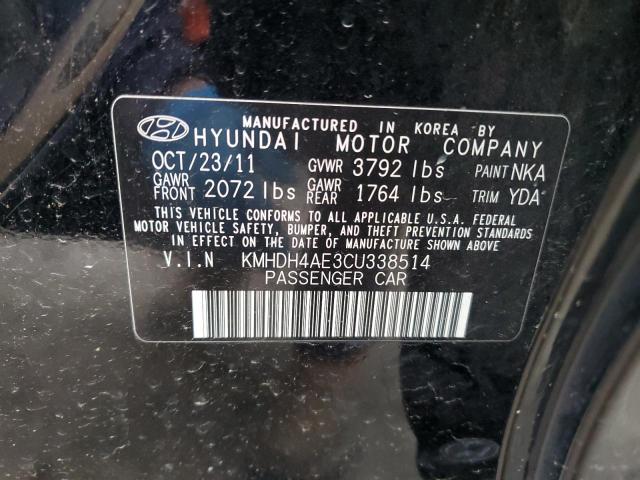 MANUFACTURED IN KOREA BY
HYUNDAI MOTOR COMPANY
OCT/23/11 GVWR 3792 lbs PAINT NKA
GAWR FRONT 2072 lbs GAWR REAR 1764 lbs TRIM YDA
THIS VEHICLE CONFORMS TO ALL APPLICABLE U.S.A. FEDERAL
MOTOR VEHICLE SAFETY, BUMPER, AND THEFT PREVENTION STANDARDS
IN EFFECT ON THE DATE OF MANUFACTURE SHOWN ABOVE.
V.I.N KMHDH4AE3CU338514
PASSENGER CAR